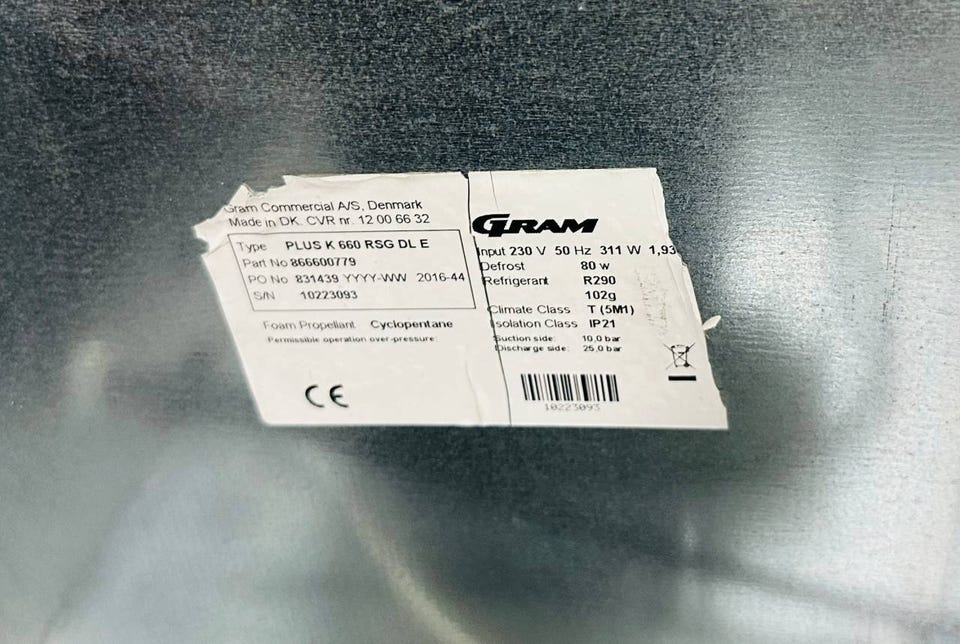 Gram Commercial A/S, Denmark
Made in DK. CVR nr. 12 00 66 32
Type PLUS K 660 RSG DL E
Part No 866600779
PO No 831439 YYYY-WW 2016-44
S/N 10223093
Foam Propellant Cyclopentane
Permissible operation over-pressure:
CE
GRAM
Input 230 V 50 Hz 311 W 1,93
Defrost 80 w
Refrigerant R290
102g
Climate Class T (5M1)
Isolation Class IP21
Suction side: 10,0 bar
Discharge side: 25,0 bar
10223093